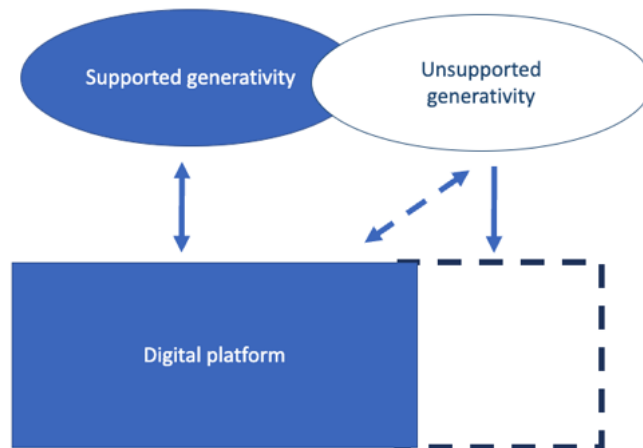 Supported generativity
Unsupported
generativity
Digital platform